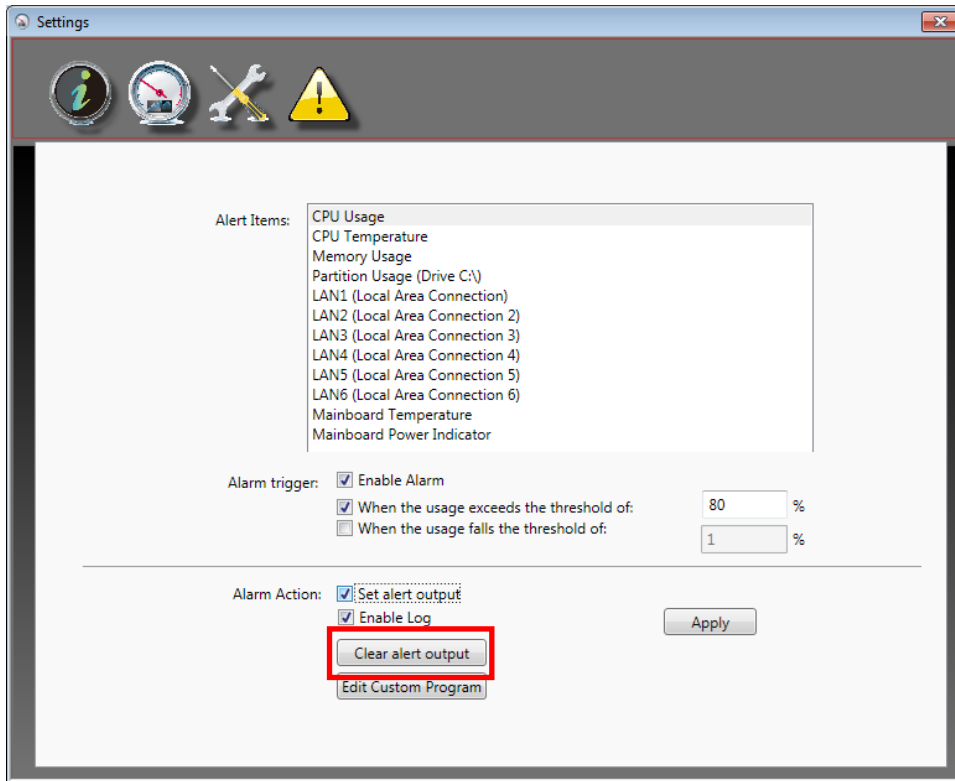 Settings
Alert Items:
CPU Usage
CPU Temperature
Memory Usage
Partition Usage (Drive C:\)
LAN1 (Local Area Connection)
LAN2 (Local Area Connection 2)
LAN3 (Local Area Connection 3)
LAN4 (Local Area Connection 4)
LAN5 (Local Area Connection 5)
LAN6 (Local Area Connection 6)
Mainboard Temperature
Mainboard Power Indicator
Alarm trigger: Enable Alarm
When the usage exceeds the threshold of: 80 %
When the usage falls the threshold of: 1 %
Alarm Action: Set alert output
Enable Log
Apply
Clear alert output
Edit Custom Program